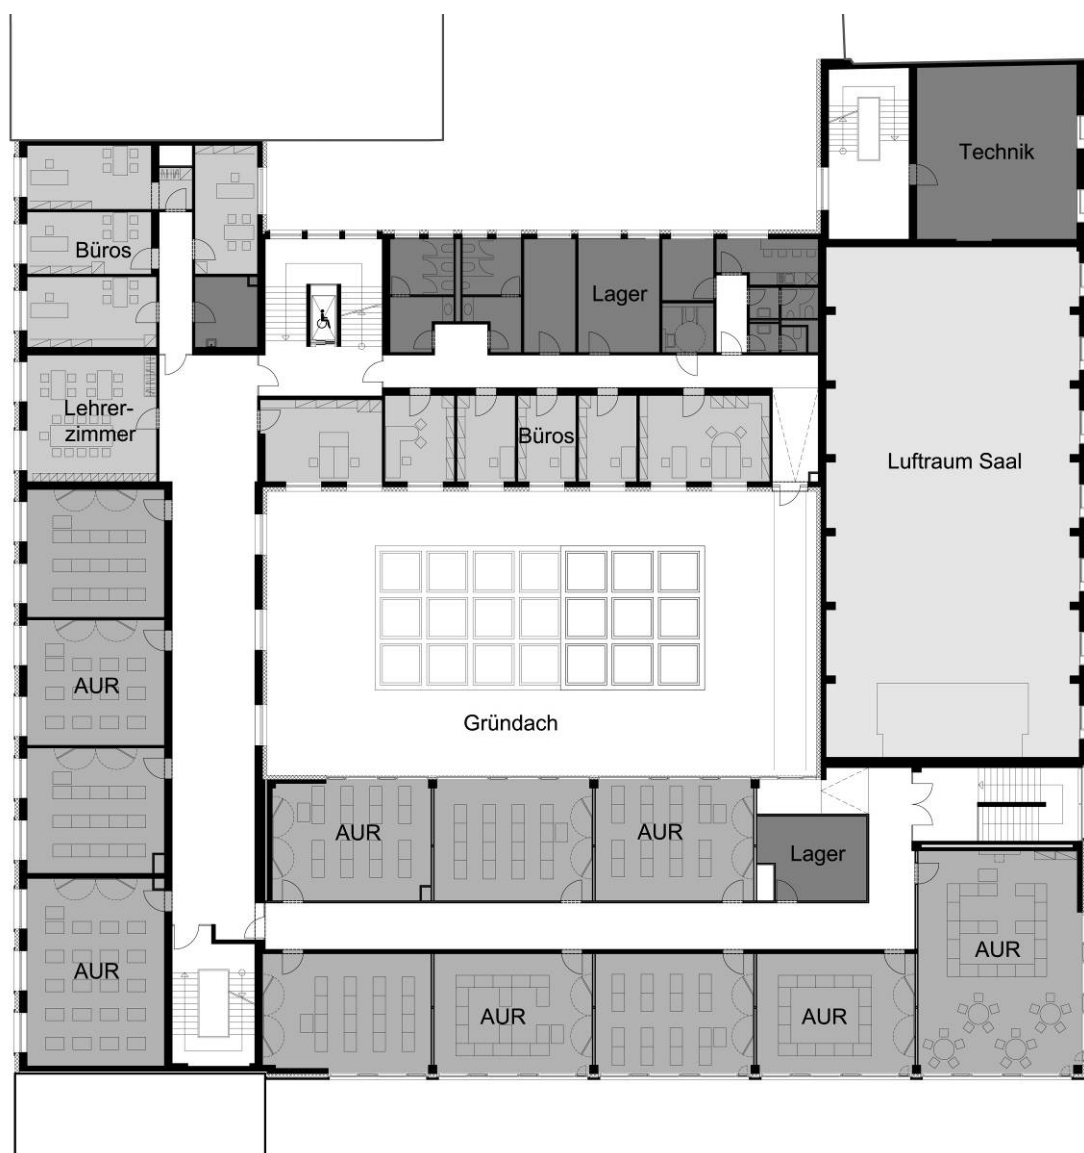 Technik
Büros
Lager
Lehrer-
zimmer
Büros
Luftraum Saal
AUR
Gründach
AUR
AUR
Lager
AUR
AUR
AUR
AUR